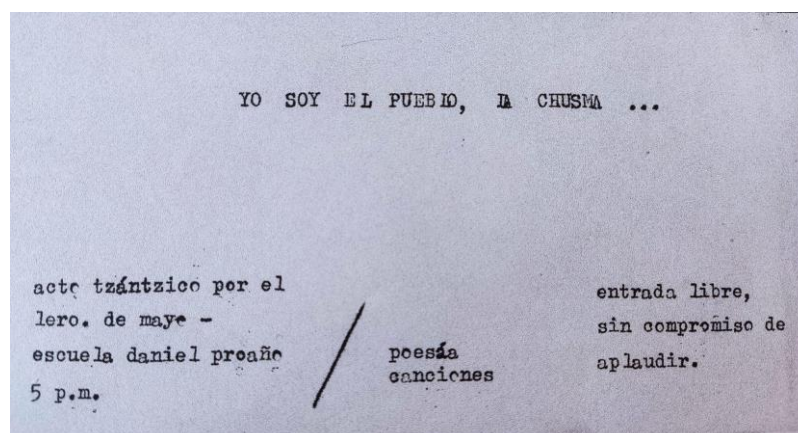 YO SOY EL PUEBLO, LA CHUSMA ...
acto tzántzico por el
1ero. de mayo -
escuela daniel proaño
5 p.m.
/
poesía
canciones
entrada libre,
sin compromiso de
aplaudir.